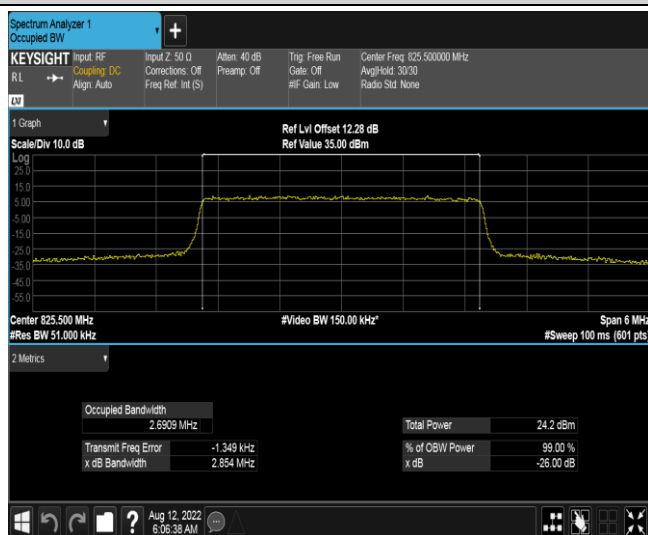 Spectrum Analyzer 1
Occupied BW
KEYSIGHT
R L
LXI
Input: RF
Coupling: DC
Align: Auto
Input Z: 50 Ω
Corrections: Off
Freq Ref: Int (S)
Atten: 40 dB
Preamp: Off
Trig: Free Run
Gate: Off
#IF Gain: Low
Center Freq: 825.500000 MHz
Avg|Hold: 30/30
Radio Std: None
1 Graph
Scale/Div 10.0 dB
Ref Lvl Offset 12.28 dB
Ref Value 35.00 dBm
Log
25.0
15.0
5.00
-5.00
-15.0
-25.0
-35.0
-45.0
-55.0
Center 825.500 MHz
#Res BW 51.000 kHz
#Video BW 150.00 kHz*
Span 6 MHz
#Sweep 100 ms (601 pts)
2 Metrics
Occupied Bandwidth
2.6909 MHz
Transmit Freq Error -1.349 kHz
x dB Bandwidth 2.854 MHz
Total Power 24.2 dBm
% of OBW Power 99.00 %
x dB -26.00 dB
Aug 12, 2022
6:06:38 AM